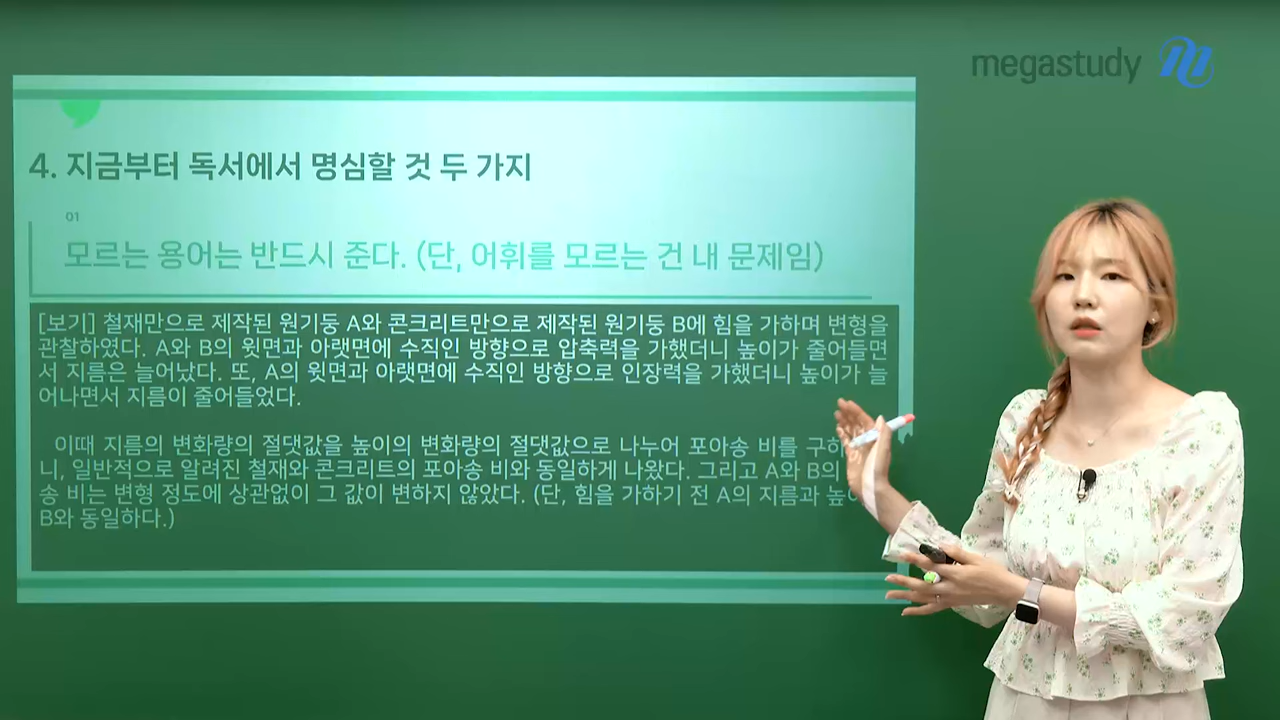 megastudy
4. 지금부터 독서에서 명심할 것 두 가지
01
모르는 용어는 반드시 준다. (단, 어휘를 모르는 건 내 문제임)
[보기] 철재만으로 제작된 원기둥 A와 콘크리트만으로 제작된 원기둥 B에 힘을 가하며 변형을
관찰하였다. A와 B의 윗면과 아랫면에 수직인 방향으로 압축력을 가했더니 높이가 줄어들면
서 지름은 늘어났다. 또, A의 윗면과 아랫면에 수직인 방향으로 인장력을 가했더니 높이가 늘
어나면서 지름이 줄어들었다.
이때 지름의 변화량의 절댓값을 높이의 변화량의 절댓값으로 나누어 포아송 비를 구하
니, 일반적으로 알려진 철재와 콘크리트의 포아송 비와 동일하게 나왔다. 그리고 A와 B의
송 비는 변형 정도에 상관없이 그 값이 변하지 않았다. (단, 힘을 가하기 전 A의 지름과
B와 동일하다.)